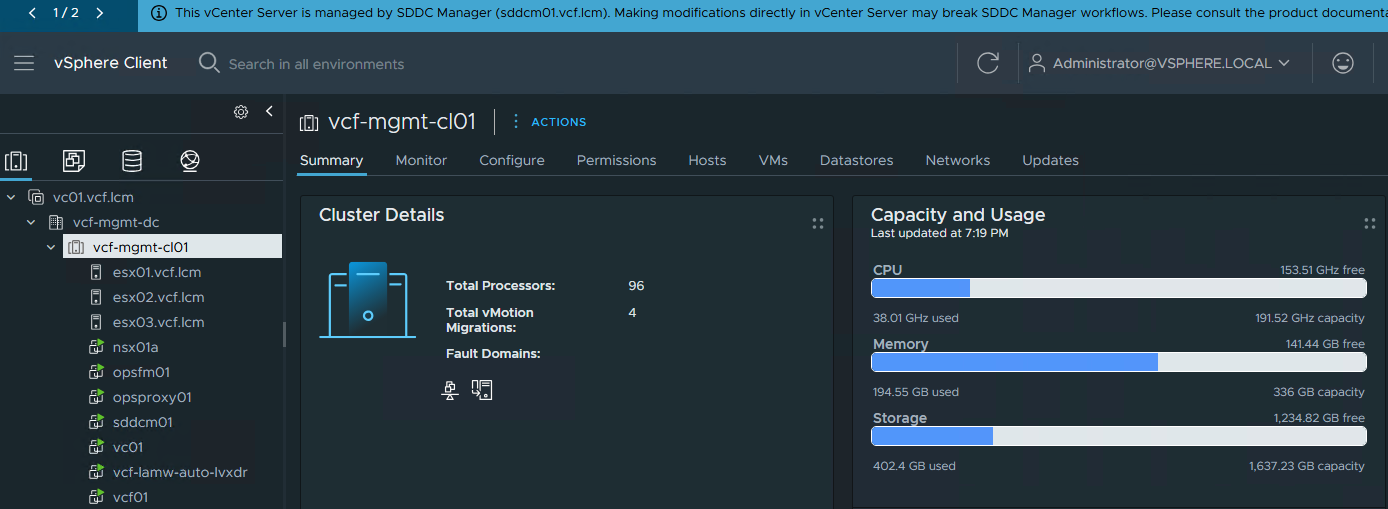 1 / 2
This vCenter Server is managed by SDDC Manager (sddcm01.vcf.lcm). Making modifications directly in vCenter Server may break SDDC Manager workflows. Please consult the product documenta
vSphere Client
Search in all environments
Administrator@VSPHERE.LOCAL
vc01.vcf.lcm
vcf-mgmt-dc
vcf-mgmt-cl01
esx01.vcf.lcm
esx02.vcf.lcm
esx03.vcf.lcm
nsx01a
opsfm01
opsproxy01
sddcm01
vc01
vcf-lamw-auto-lvxdr
vcf01
vcf-mgmt-cl01
ACTIONS
Summary Monitor Configure Permissions Hosts VMs Datastores Networks Updates
Cluster Details
Total Processors: 96
Total vMotion 4
Migrations:
Fault Domains:
Capacity and Usage
Last updated at 7:19 PM
CPU 153.51 GHz free
38.01 GHz used 191.52 GHz capacity
Memory 141.44 GB free
194.55 GB used 336 GB capacity
Storage 1,234.82 GB free
402.4 GB used 1,637.23 GB capacity